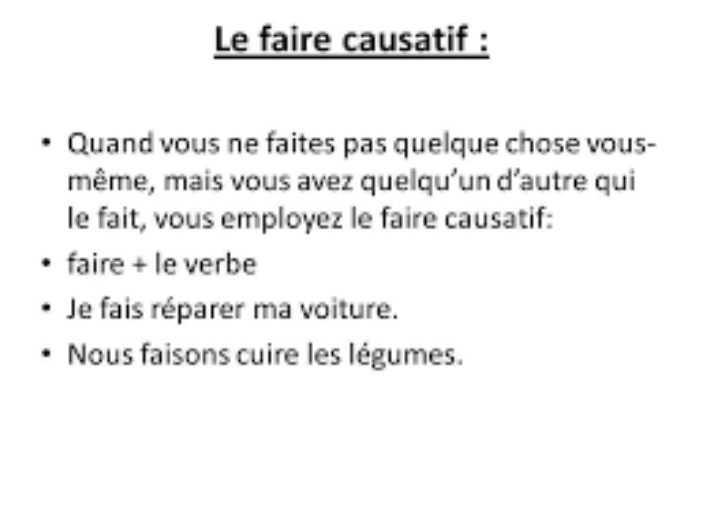 Le faire causatif :
• Quand vous ne faites pas quelque chose vous-
même, mais vous avez quelqu'un d'autre qui
le fait, vous employez le faire causatif:
• faire + le verbe
• Je fais réparer ma voiture.
• Nous faisons cuire les légumes.